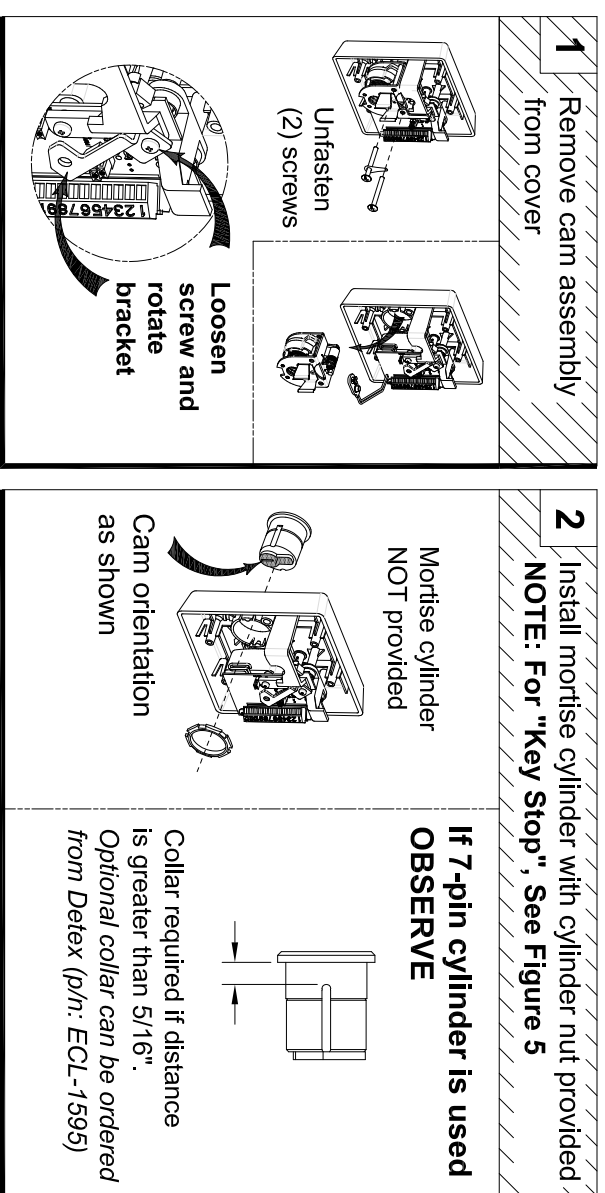 1
Remove cam assembly
from cover
Unfasten
(2) screws
Loosen
screw and
rotate
bracket
2
Install mortise cylinder with cylinder nut provided
NOTE: For "Key Stop", See Figure 5
Mortise cylinder
NOT provided
Cam orientation
as shown
If 7-pin cylinder is used
OBSERVE
Collar required if distance
is greater than 5/16".
Optional collar can be ordered
from Detex (p/n: ECL-1595)